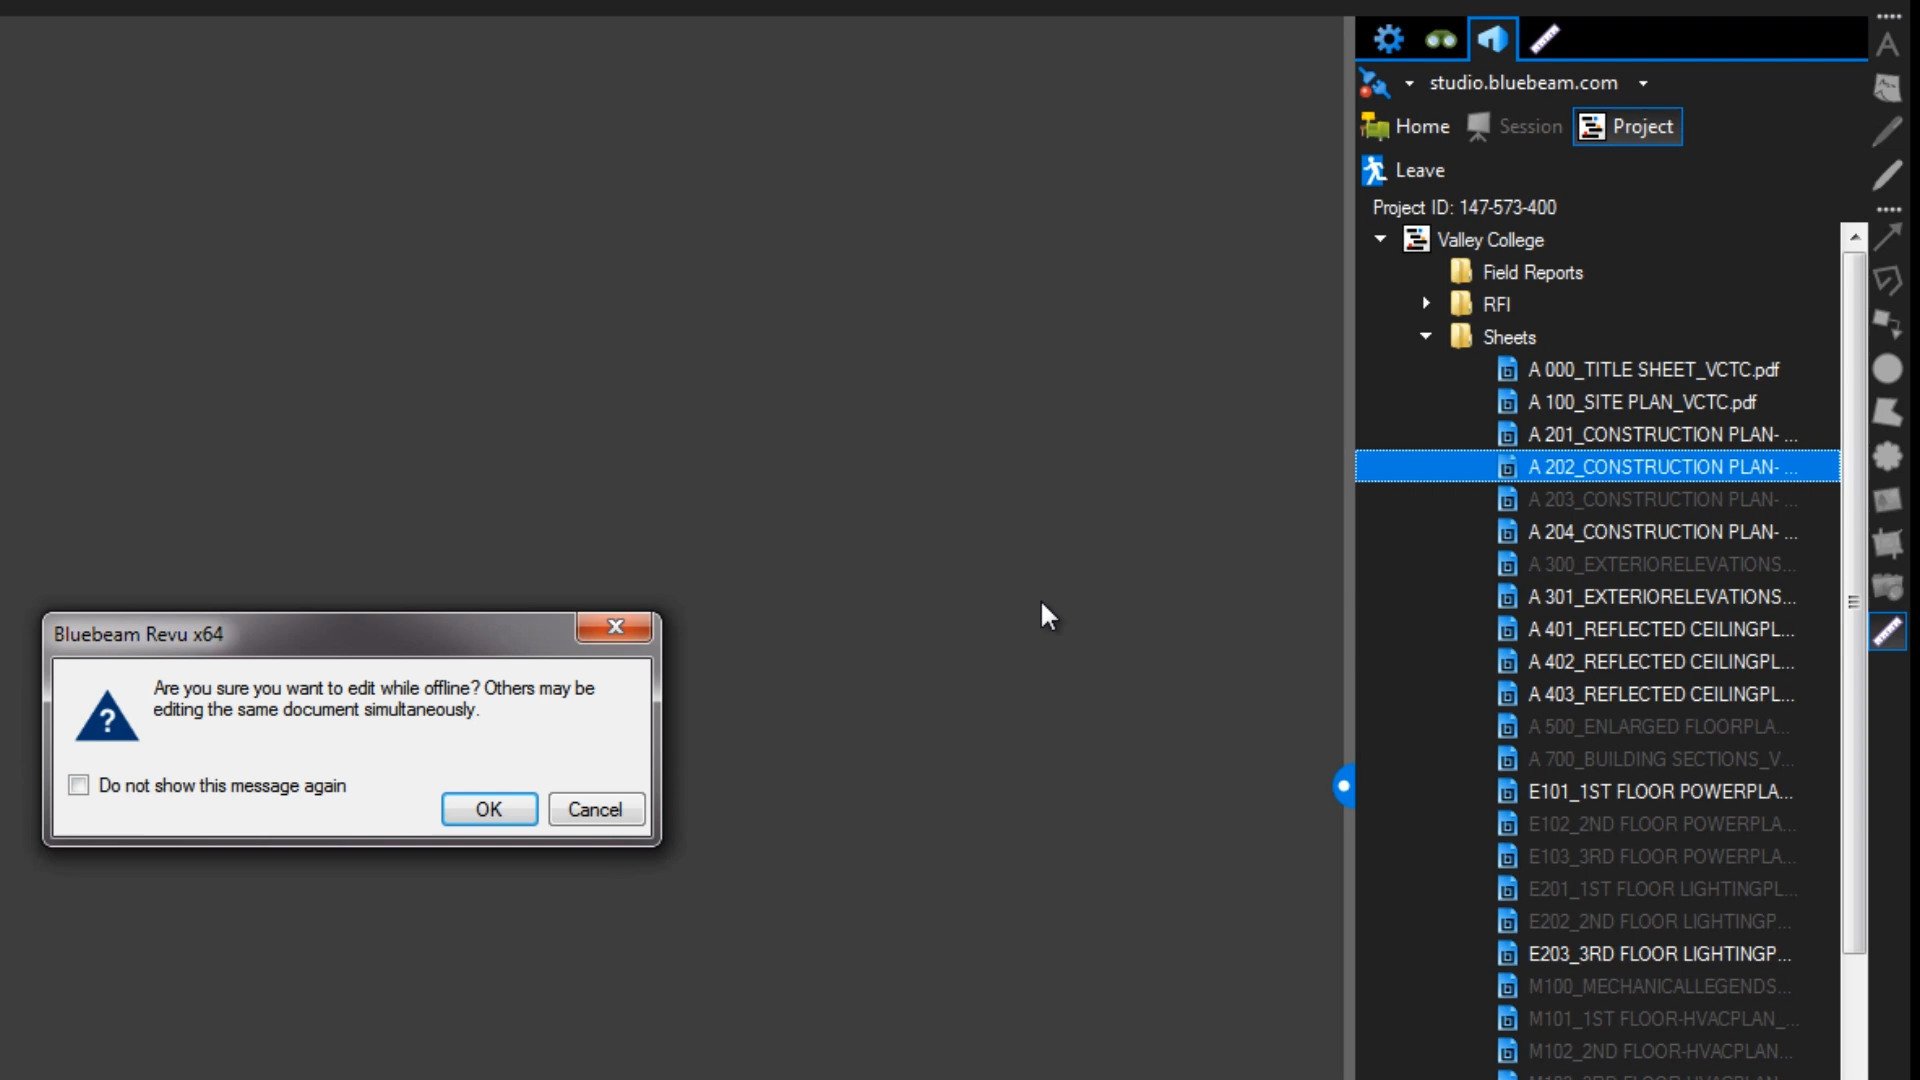 studio.bluebeam.com
Home Session Project
Leave
Project ID: 147-573-400
Valley College
Field Reports
RFI
Sheets
A 000_TITLE SHEET_VCTC.pdf
A 100_SITE PLAN_VCTC.pdf
A 201_CONSTRUCTION PLAN- ...
A 202_CONSTRUCTION PLAN- ...
A 203_CONSTRUCTION PLAN- ...
A 204_CONSTRUCTION PLAN- ...
A 300_EXTERIORELEVATIONS...
A 301_EXTERIORELEVATIONS...
A 401_REFLECTED CEILINGPL...
A 402_REFLECTED CEILINGPL...
A 403_REFLECTED CEILINGPL...
A 500_ENLARGED FLOORPLA...
A 700_BUILDING SECTIONS_V...
E101_1ST FLOOR POWERPLA...
E102_2ND FLOOR POWERPLA...
E103_3RD FLOOR POWERPLA...
E201_1ST FLOOR LIGHTINGPL...
E202_2ND FLOOR LIGHTINGP...
E203_3RD FLOOR LIGHTINGP...
M100_MECHANICALLEGENDS...
M101_1ST FLOOR-HVACPLAN_...
M102_2ND FLOOR-HVACPLAN...
Bluebeam Revu x64
Are you sure you want to edit while offline? Others may be
editing the same document simultaneously.
Do not show this message again
OK Cancel